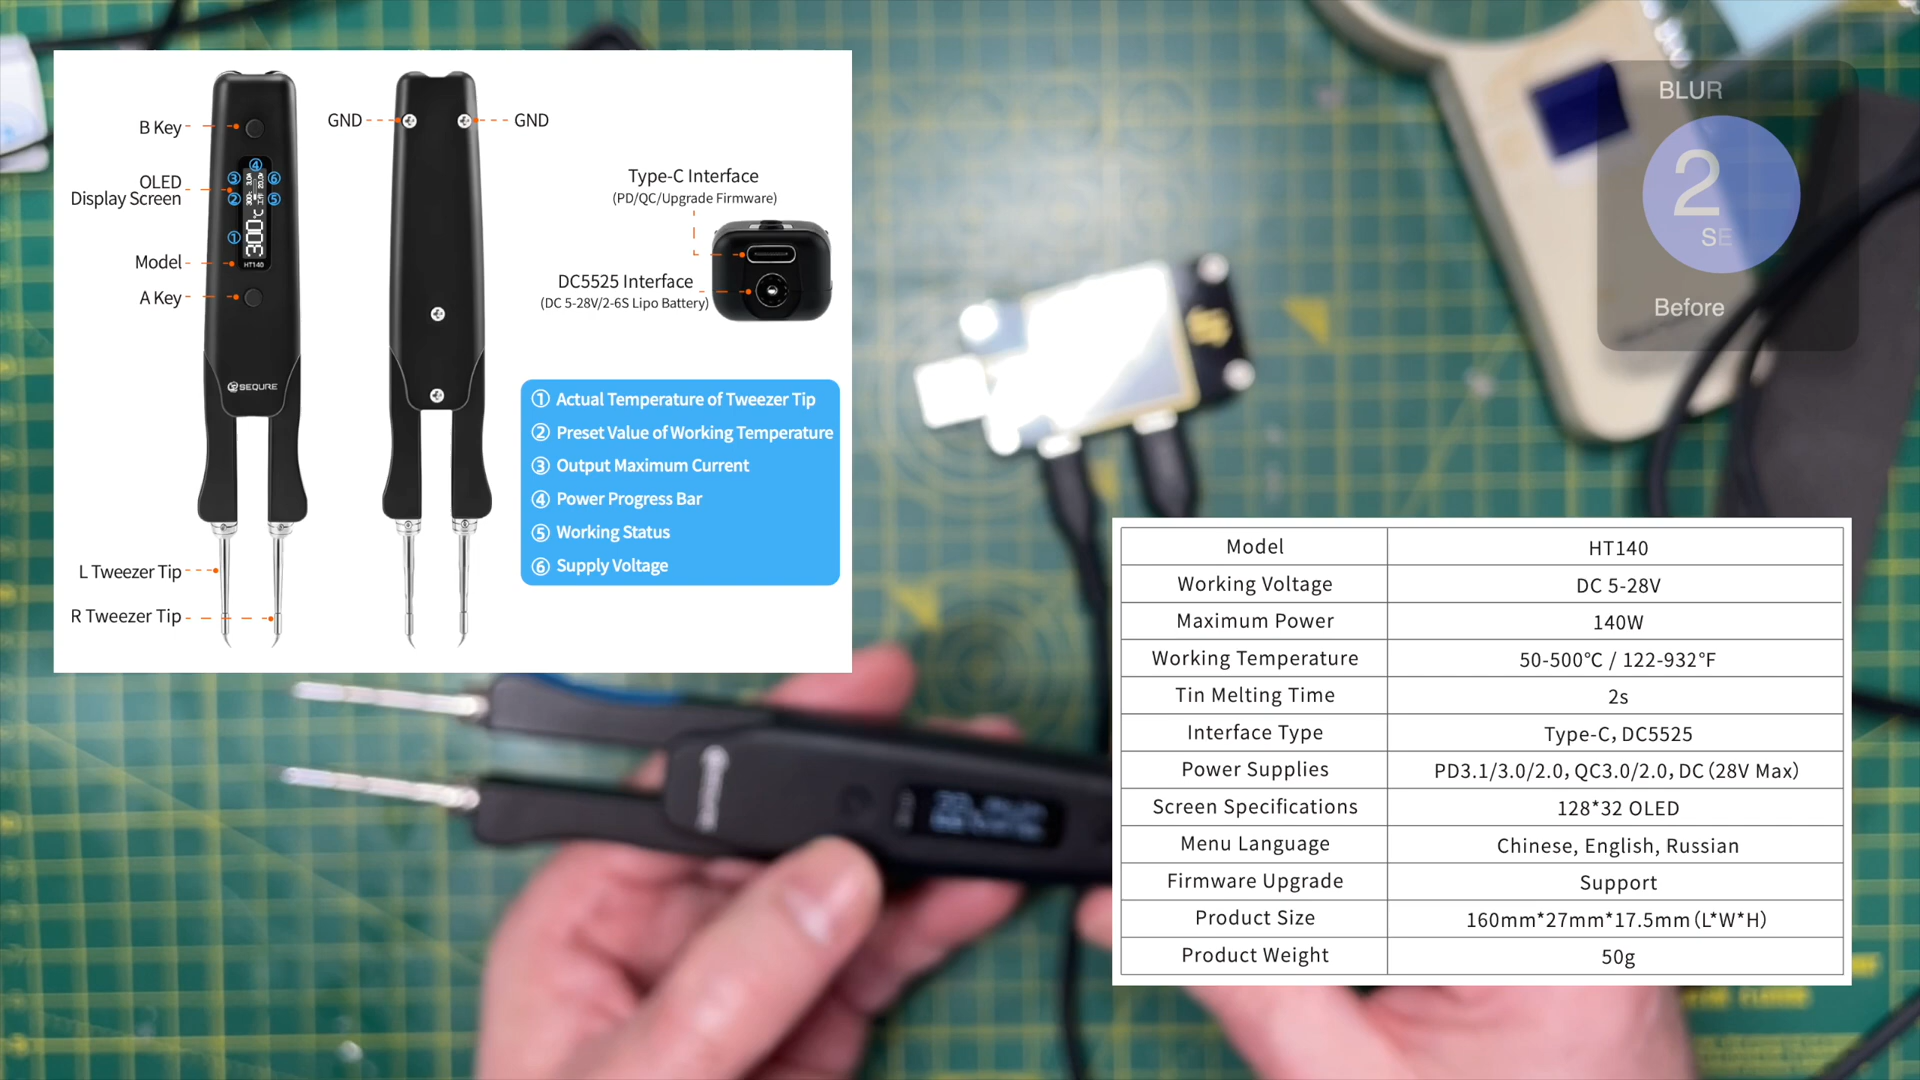 B Key
OLED
Display Screen
④
③
⑥
②
⑤
①
300℃
Model
HT140
A Key
SEQURE
L Tweezer Tip
R Tweezer Tip
GND
GND
Type-C Interface
(PD/QC/Upgrade Firmware)
DC5525 Interface
(DC 5-28V/2-6S Lipo Battery)
① Actual Temperature of Tweezer Tip
② Preset Value of Working Temperature
③ Output Maximum Current
④ Power Progress Bar
⑤ Working Status
⑥ Supply Voltage
BLUR
2
SE
Before
Model HT140
Working Voltage DC 5-28V
Maximum Power 140W
Working Temperature 50-500℃ / 122-932℉
Tin Melting Time 2s
Interface Type Type-C, DC5525
Power Supplies PD3.1/3.0/2.0, QC3.0/2.0, DC (28V Max)
Screen Specifications 128*32 OLED
Menu Language Chinese, English, Russian
Firmware Upgrade Support
Product Size 160mm*27mm*17.5mm (L*W*H)
Product Weight 50g